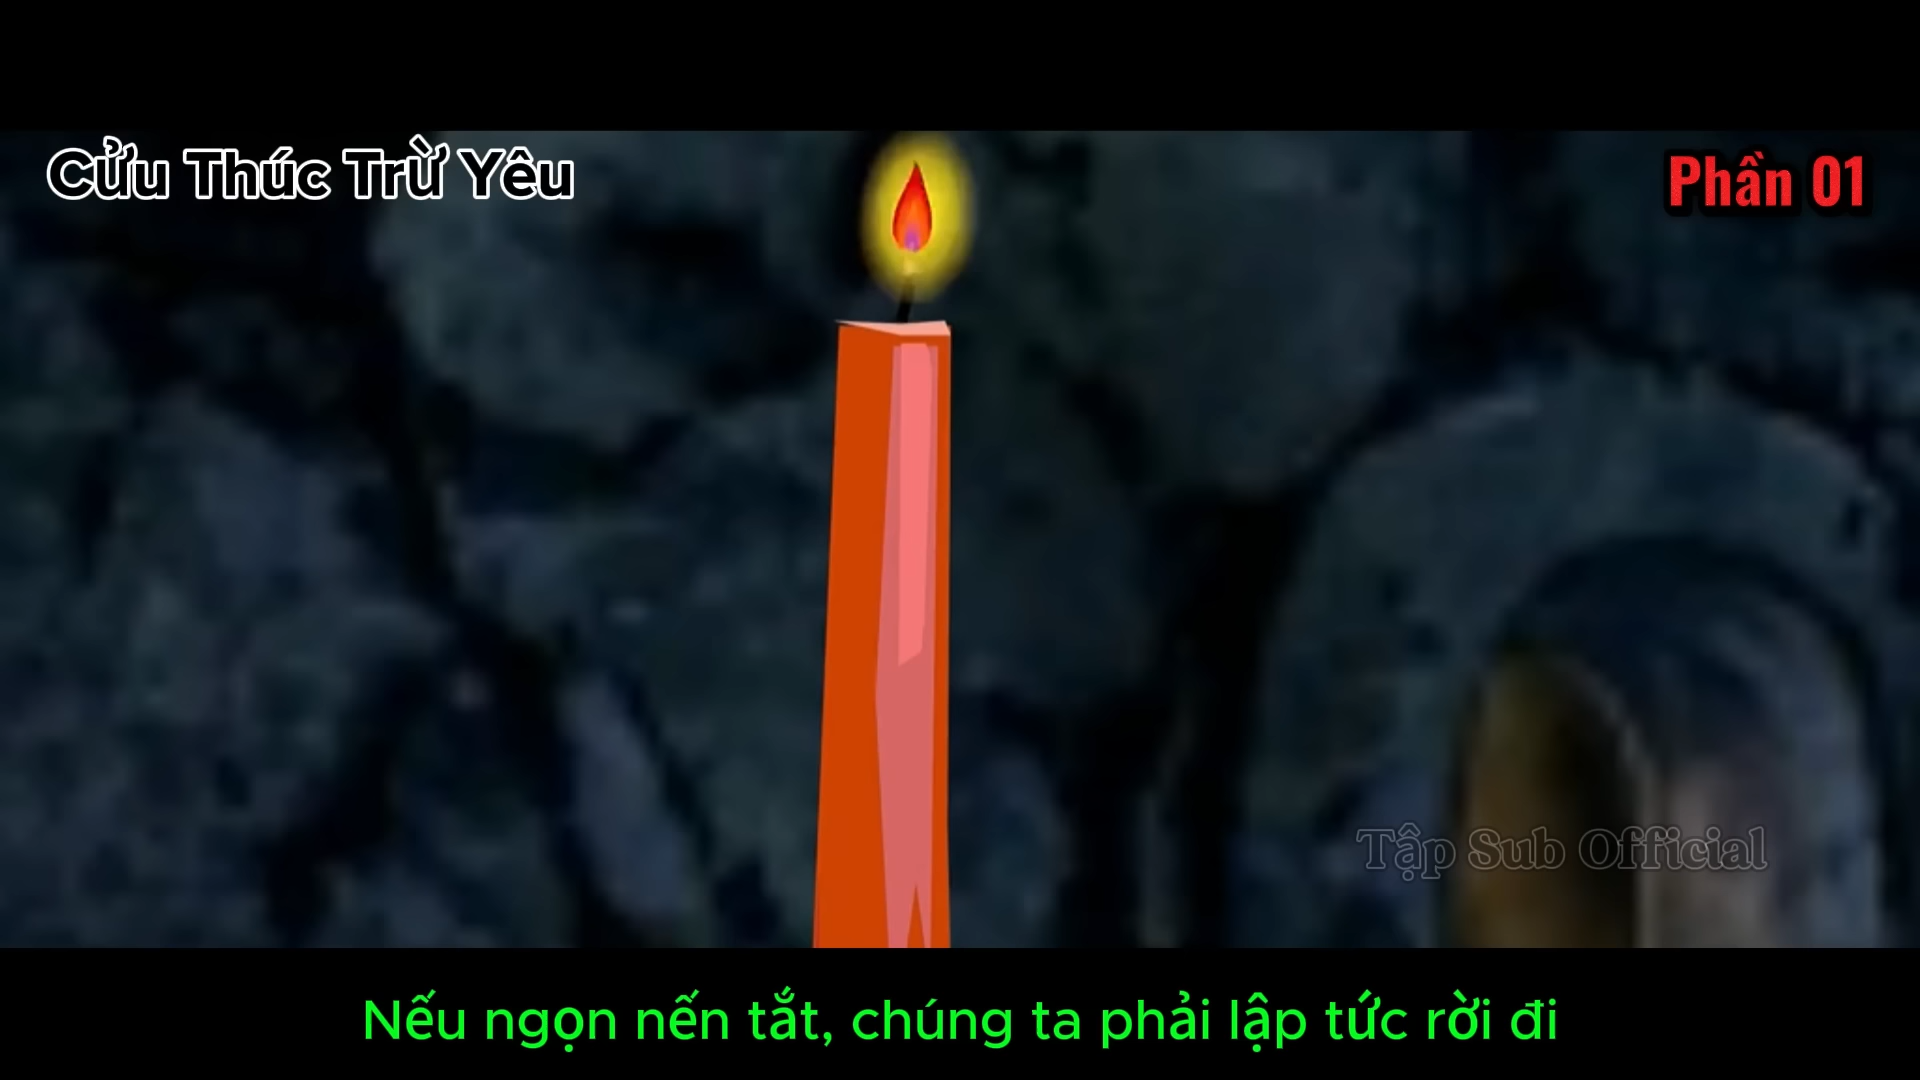 Cửu Thúc Trừ Yêu
Phần 01
Tập Sub Official
Nếu ngọn nến tắt, chúng ta phải lập tức rời đi